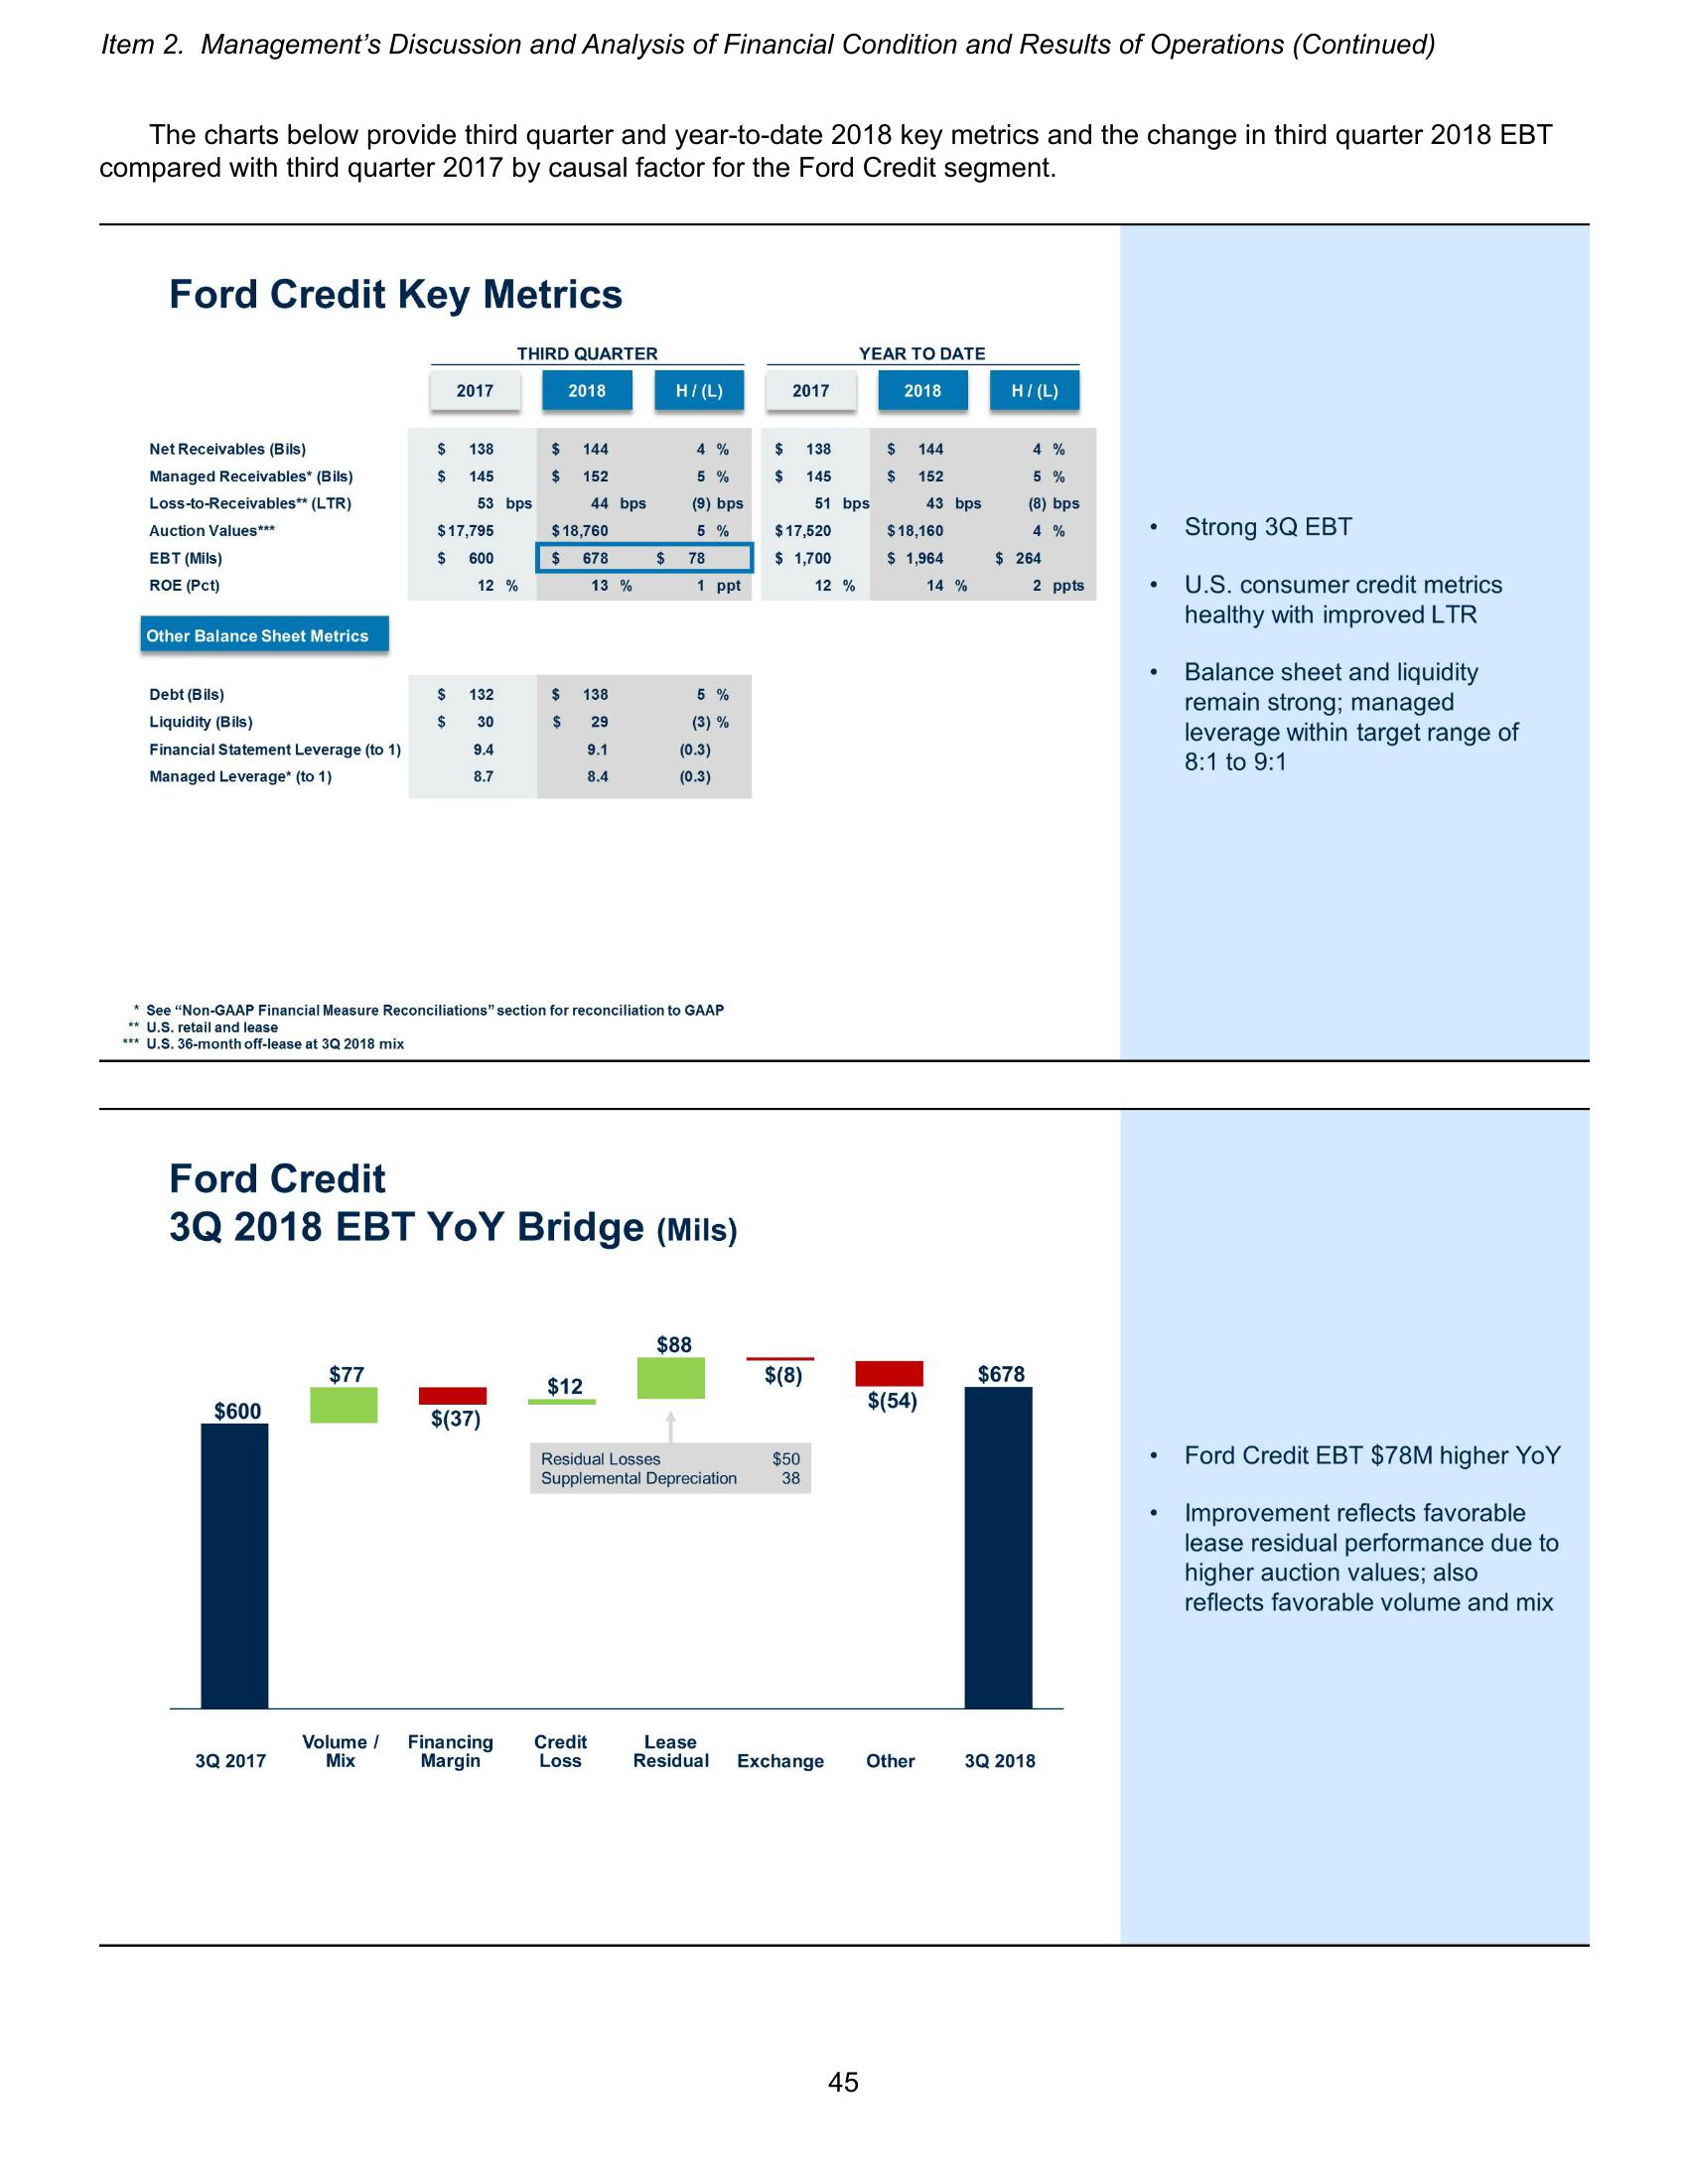 Item 2.  Management’s Discussion and Analysis of Financial Condition and Results of Operations (Continued)
The charts below provide third quarter and year-to-date 2018 key metrics and the change in third quarter 2018 EBT
compared with third quarter 2017 by causal factor for the Ford Credit segment.
Ford Credit Key Metrics
THIRD QUARTER YEAR TO DATE
2017 2018 H / (L) 2017 2018 H / (L)
Net Receivables (Bils) $ 138 $ 144 4 % $ 138 $ 144 4 %
Managed Receivables* (Bils) $ 145 $ 152 5 % $ 145 $ 152 5 %
Loss-to-Receivables** (LTR) 53 bps 44 bps (9) bps 51 bps 43 bps (8) bps
Auction Values*** $17,795 $18,760 5 % $17,520 $18,160 4 %
EBT (Mils) $ 600 $ 678 $ 78 $ 1,700 $ 1,964 $ 264
ROE (Pct) 12 % 13 % 1 ppt 12 % 14 % 2 ppts
Other Balance Sheet Metrics
Debt (Bils) $ 132 $ 138 5 %
Liquidity (Bils) $ 30 $ 29 (3) %
Financial Statement Leverage (to 1) 9.4 9.1 (0.3)
Managed Leverage* (to 1) 8.7 8.4 (0.3)
* See “Non-GAAP Financial Measure Reconciliations” section for reconciliation to GAAP
** U.S. retail and lease
*** U.S. 36-month off-lease at 3Q 2018 mix
• Strong 3Q EBT
• U.S. consumer credit metrics
healthy with improved LTR
• Balance sheet and liquidity
remain strong; managed
leverage within target range of
8:1 to 9:1
Ford Credit
3Q 2018 EBT YoY Bridge (Mils)
$600
$77
$(37)
$12
$88
$(8)
$(54)
$678
Residual Losses $50
Supplemental Depreciation 38
3Q 2017
Volume /
Mix
Financing
Margin
Credit
Loss
Lease
Residual
Exchange
Other
3Q 2018
• Ford Credit EBT $78M higher YoY
• Improvement reflects favorable
lease residual performance due to
higher auction values; also
reflects favorable volume and mix
45